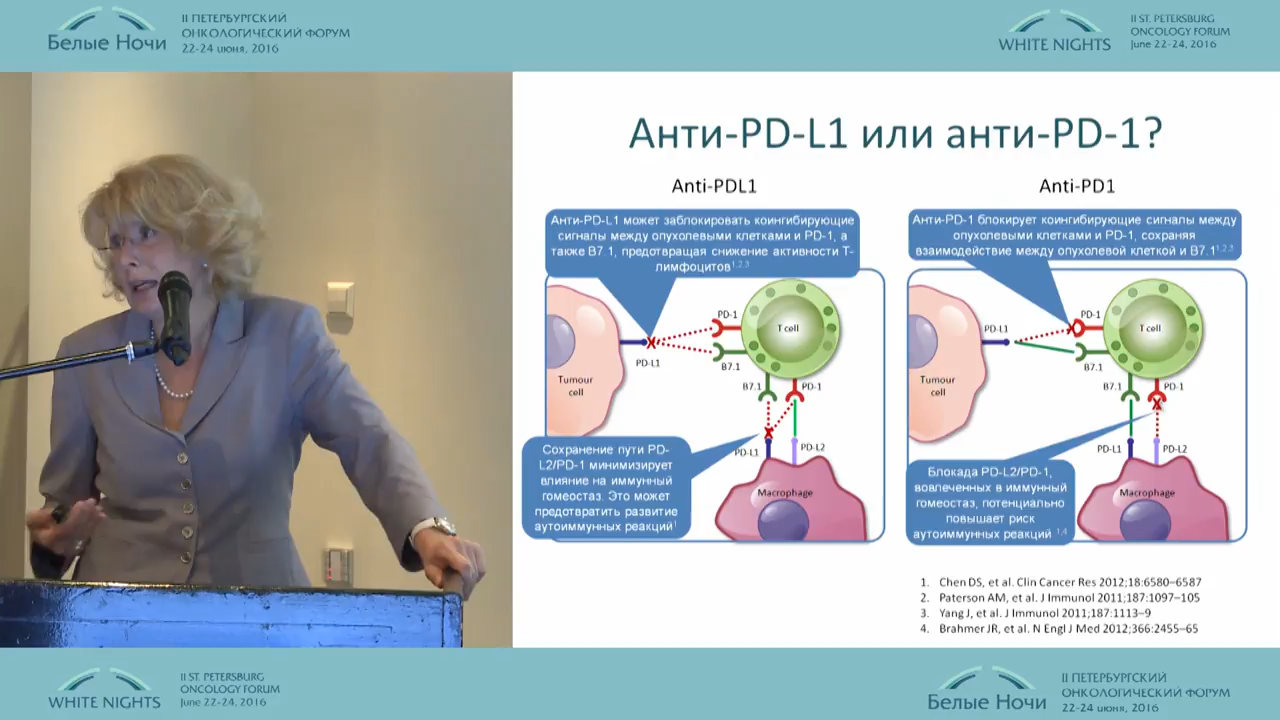 Белые Ночи
II ПЕТЕРБУРГСКИЙ
ОНКОЛОГИЧЕСКИЙ ФОРУМ
22-24 июня, 2016
WHITE NIGHTS
II ST. PETERSBURG
ONCOLOGY FORUM
June 22-24, 2016
Анти-PD-L1 или анти-PD-1?
Anti-PDL1
Анти-PD-L1 может заблокировать коингибирующие
сигналы между опухолевыми клетками и PD-1, а
также B7.1, предотвращая снижение активности Т-
лимфоцитов1,2,3
PD-1
T cell
PD-L1
B7.1
Tumour
cell
B7.1
PD-1
PD-L1
PD-L2
Macrophage
Сохранение пути PD-
L2/PD-1 минимизирует
влияние на иммунный
гомеостаз. Это может
предотвратить развитие
аутоиммунных реакций1
Anti-PD1
Анти-PD-1 блокирует коингибирующие сигналы между
опухолевыми клетками и PD-1, сохраняя
взаимодействие между опухолевой клеткой и B7.11,2,3
PD-L1
PD-1
T cell
B7.1
Tumour
cell
B7.1
PD-1
PD-L1
PD-L2
Macrophage
Блокада PD-L2/PD-1,
вовлеченных в иммунный
гомеостаз, потенциально
повышает риск
аутоиммунных реакций 1,4
1. Chen DS, et al. Clin Cancer Res 2012;18:6580–6587
2. Paterson AM, et al. J Immunol 2011;187:1097–105
3. Yang J, et al. J Immunol 2011;187:1113–9
4. Brahmer JR, et al. N Engl J Med 2012;366:2455–65
WHITE NIGHTS
II ST. PETERSBURG
ONCOLOGY FORUM
June 22-24, 2016
Белые Ночи
II ПЕТЕРБУРГСКИЙ
ОНКОЛОГИЧЕСКИЙ ФОРУМ
22-24 июня, 2016